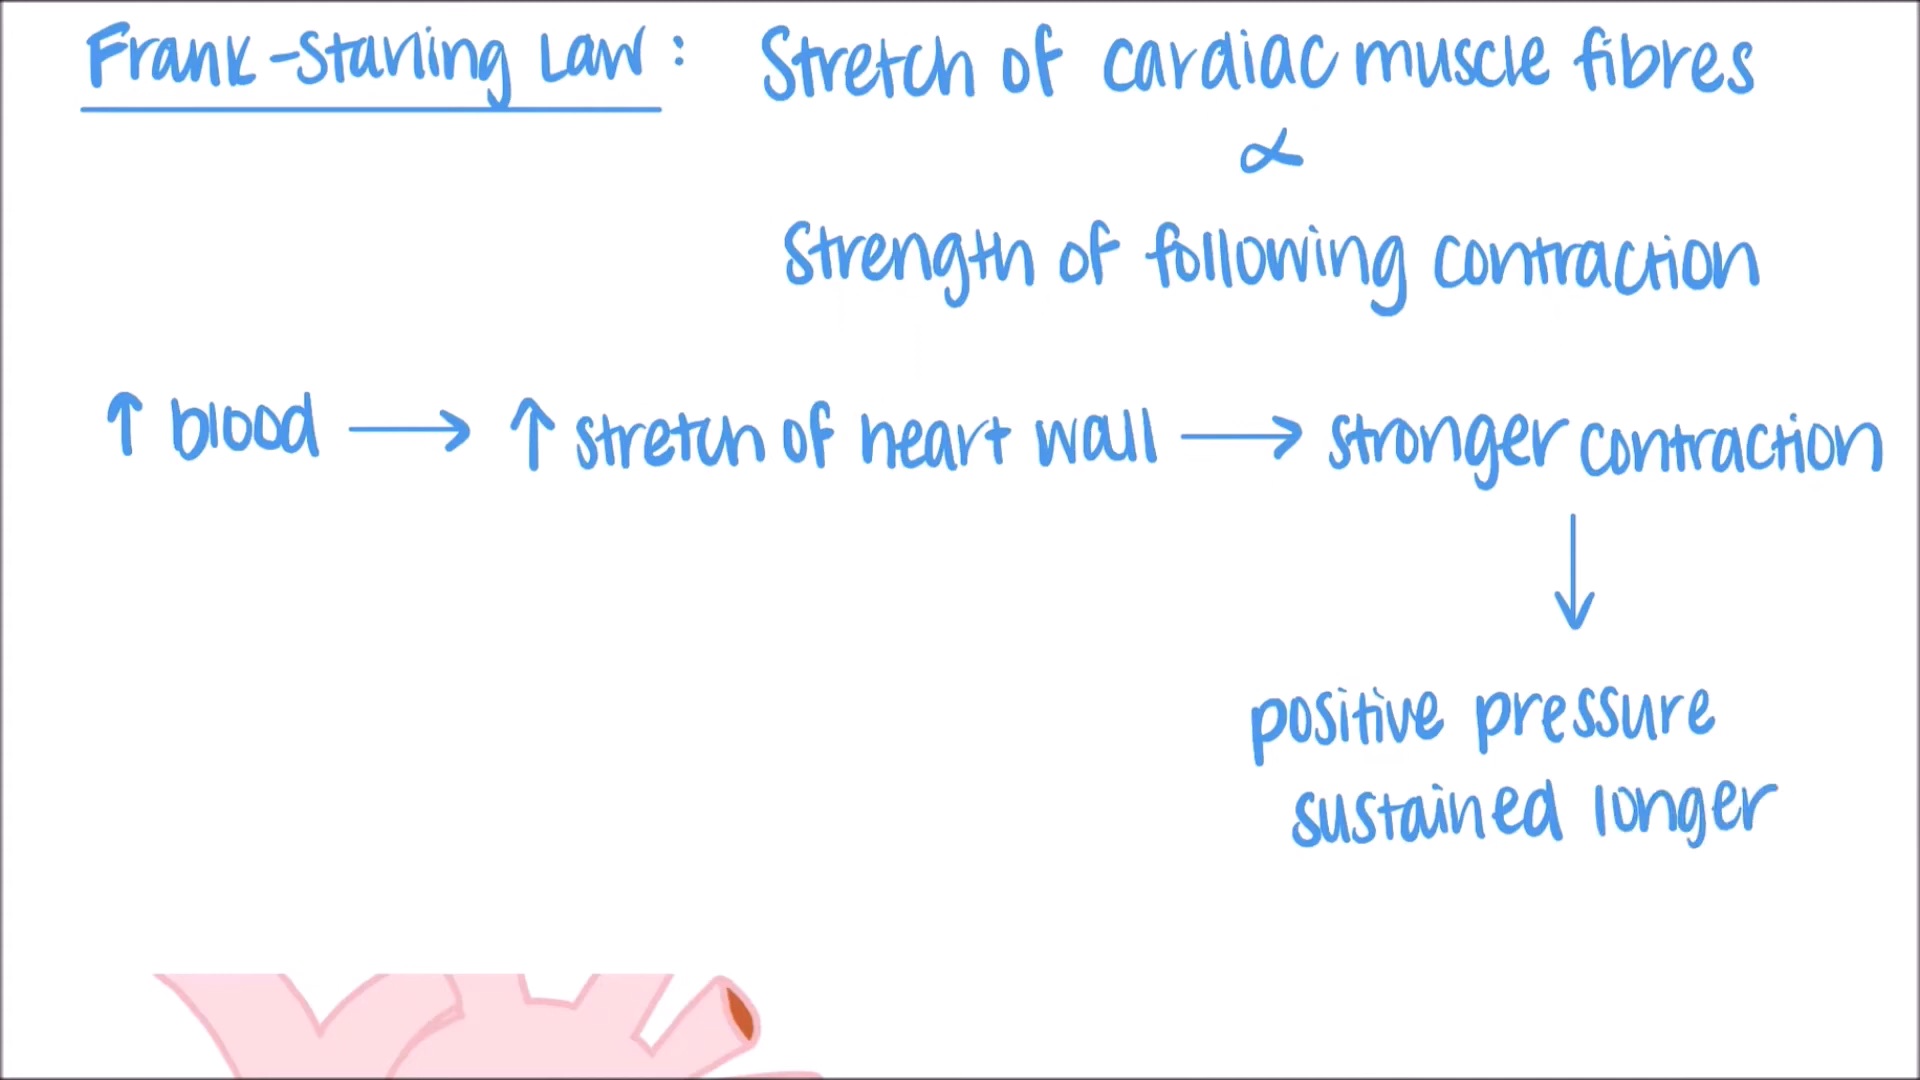 Frank-Starling Law: Stretch of cardiac muscle fibres
∝
Strength of following contraction
↑ blood → ↑ stretch of heart wall → stronger contraction
↓
positive pressure
sustained longer